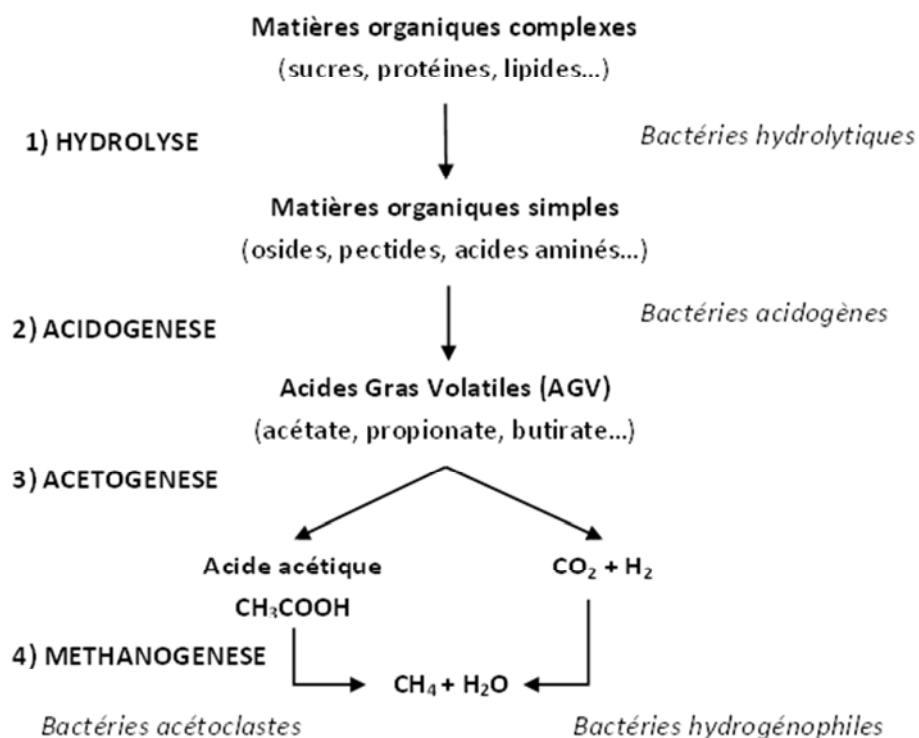 Matières organiques complexes
(sucres, protéines, lipides...)
1) HYDROLYSE
Bactéries hydrolytiques
Matières organiques simples
(osides, pectides, acides aminés...)
2) ACIDOGENESE
Bactéries acidogènes
Acides Gras Volatiles (AGV)
(acétate, propionate, butirate...)
3) ACETOGENESE
Acide acétique
CO₂ + H₂
CH₃COOH
4) METHANOGENESE
CH₄ + H₂O
Bactéries acétoclastes
Bactéries hydrogénophiles